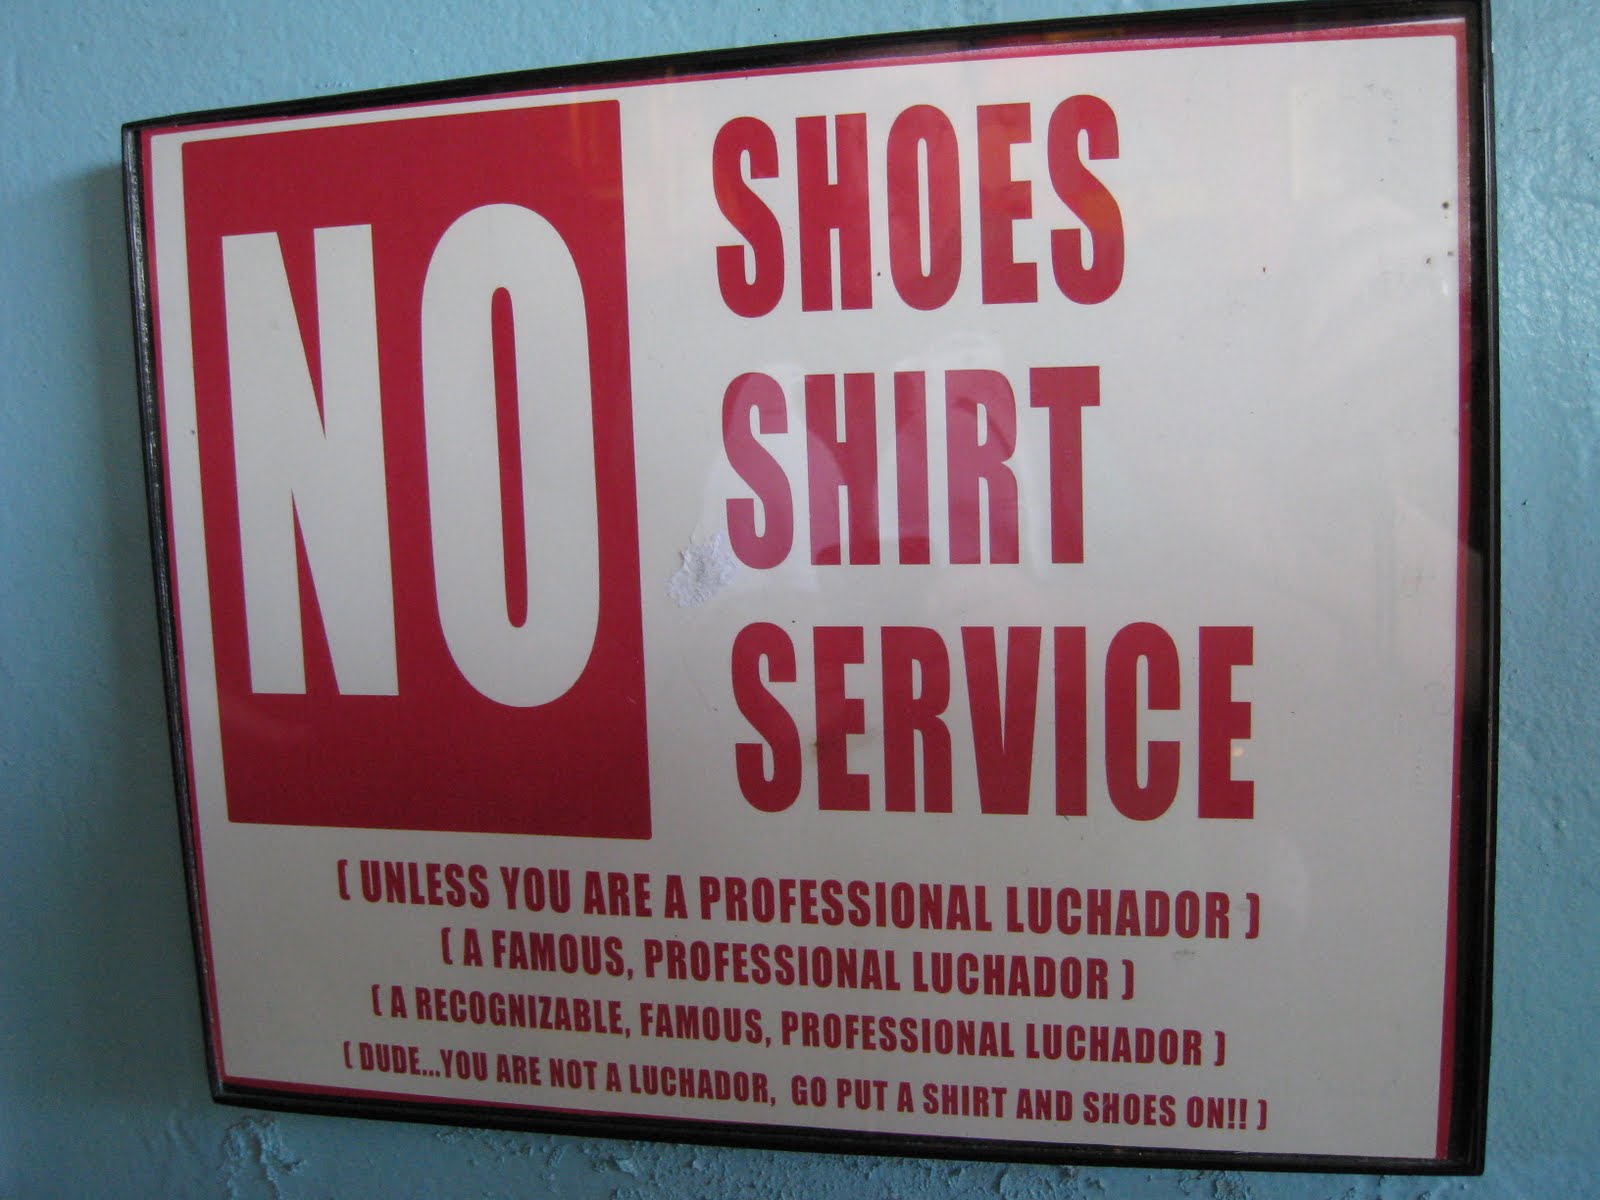 NO
SHOES
SHIRT
SERVICE
( UNLESS YOU ARE A PROFESSIONAL LUCHADOR )
( A FAMOUS, PROFESSIONAL LUCHADOR )
( A RECOGNIZABLE, FAMOUS, PROFESSIONAL LUCHADOR )
( DUDE...YOU ARE NOT A LUCHADOR, GO PUT A SHIRT AND SHOES ON!! )